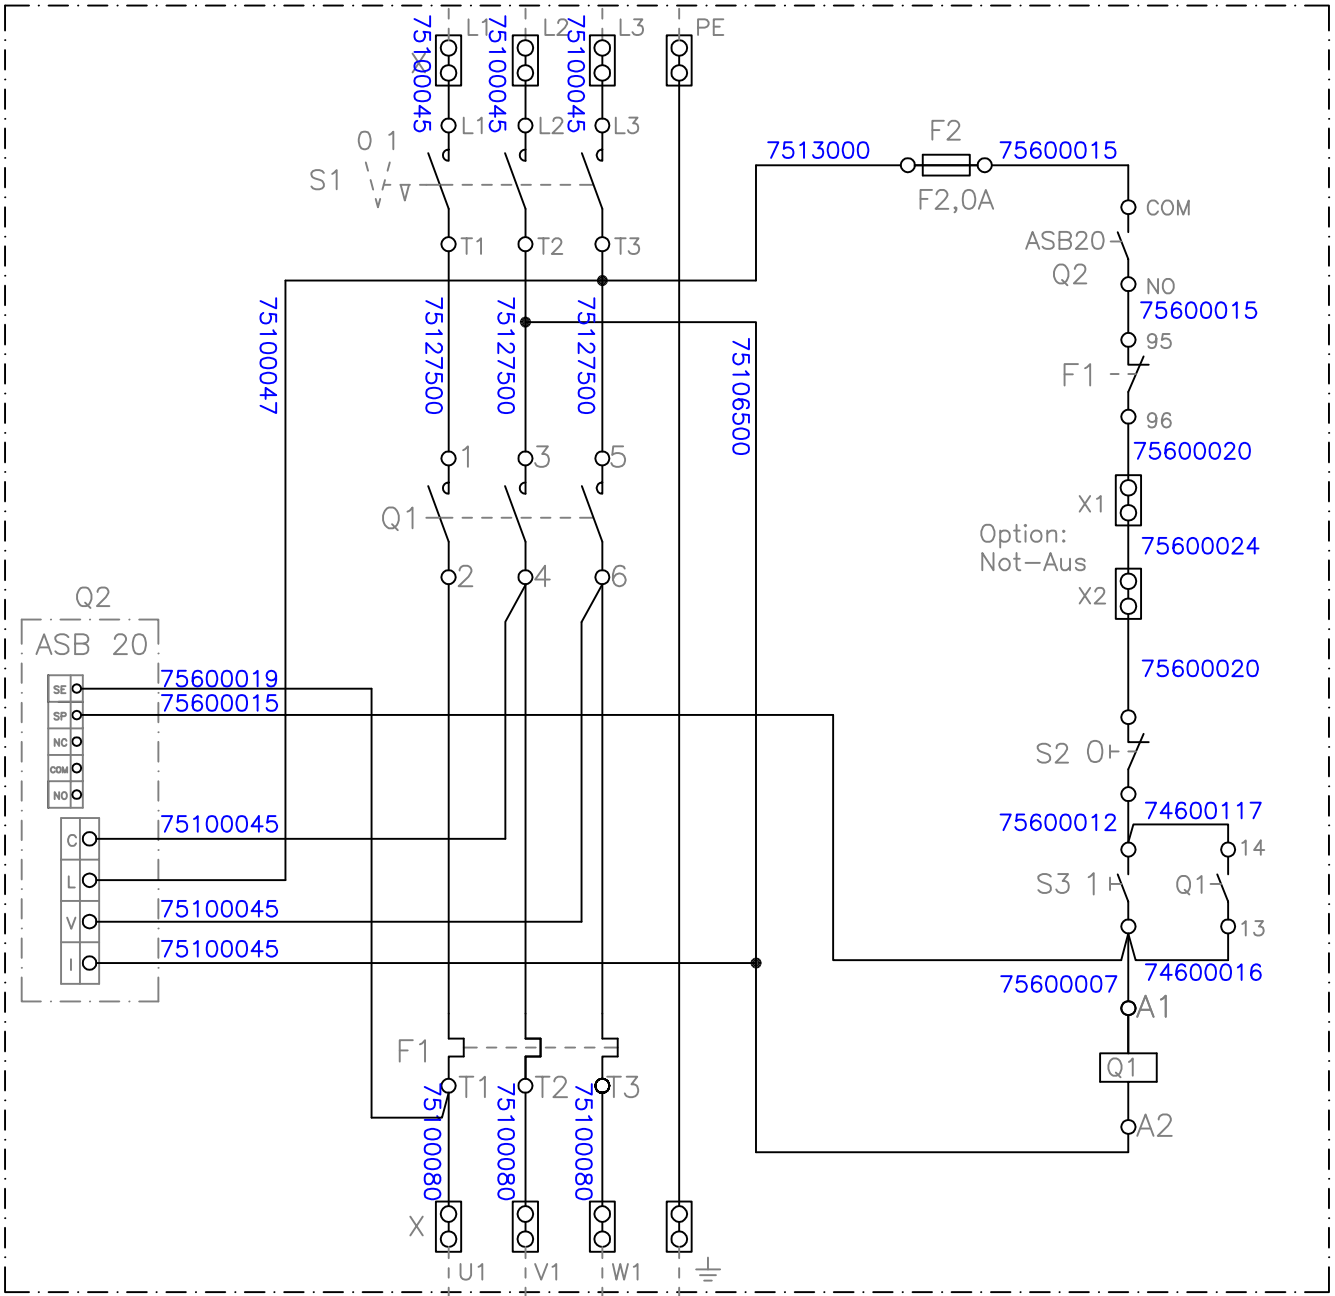 L1 L2 L3 PE
X
75100045 75100045 75100045
L1 L2 L3
0 1
S1
T1 T2 T3
7513000
F2
75600015
F2,0A
COM
ASB20
Q2
NO
75600015
75100047
75127500 75127500 75127500
75106500
95
F1
96
75600020
1 3 5
Q1
2 4 6
X1
Option:
Not-Aus
75600024
X2
75600020
Q2
ASB 20
SE
75600019
SP
75600015
NC
COM
NO
C
75100045
L
V
75100045
I
75100045
S2 0
75600012
74600117
14
S3 1
Q1
13
75600007
74600016
A1
Q1
A2
F1
T1 T2 T3
75100080 75100080 75100080
X
U1 V1 W1